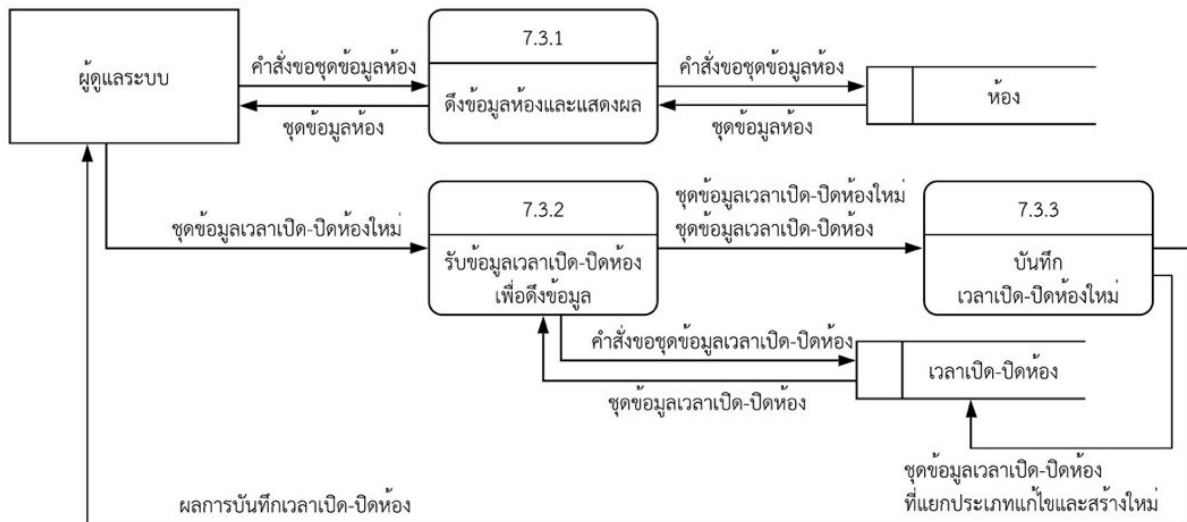 7.3.1
ผู้ดูแลระบบ
คำสั่งขอชุดข้อมูลห้อง
ชุดข้อมูลห้อง
ดึงข้อมูลห้องและแสดงผล
คำสั่งขอชุดข้อมูลห้อง
ชุดข้อมูลห้อง
ห้อง
7.3.2
ชุดข้อมูลเวลาเปิด-ปิดห้องใหม่
รับข้อมูลเวลาเปิด-ปิดห้อง
เพื่อดึงข้อมูล
ชุดข้อมูลเวลาเปิด-ปิดห้องใหม่
ชุดข้อมูลเวลาเปิด-ปิดห้อง
7.3.3
บันทึก
เวลาเปิด-ปิดห้องใหม่
คำสั่งขอชุดข้อมูลเวลาเปิด-ปิดห้อง
ชุดข้อมูลเวลาเปิด-ปิดห้อง
เวลาเปิด-ปิดห้อง
ชุดข้อมูลเวลาเปิด-ปิดห้อง
ที่แยกประเภทแก้ไขและสร้างใหม่
ผลการบันทึกเวลาเปิด-ปิดห้อง